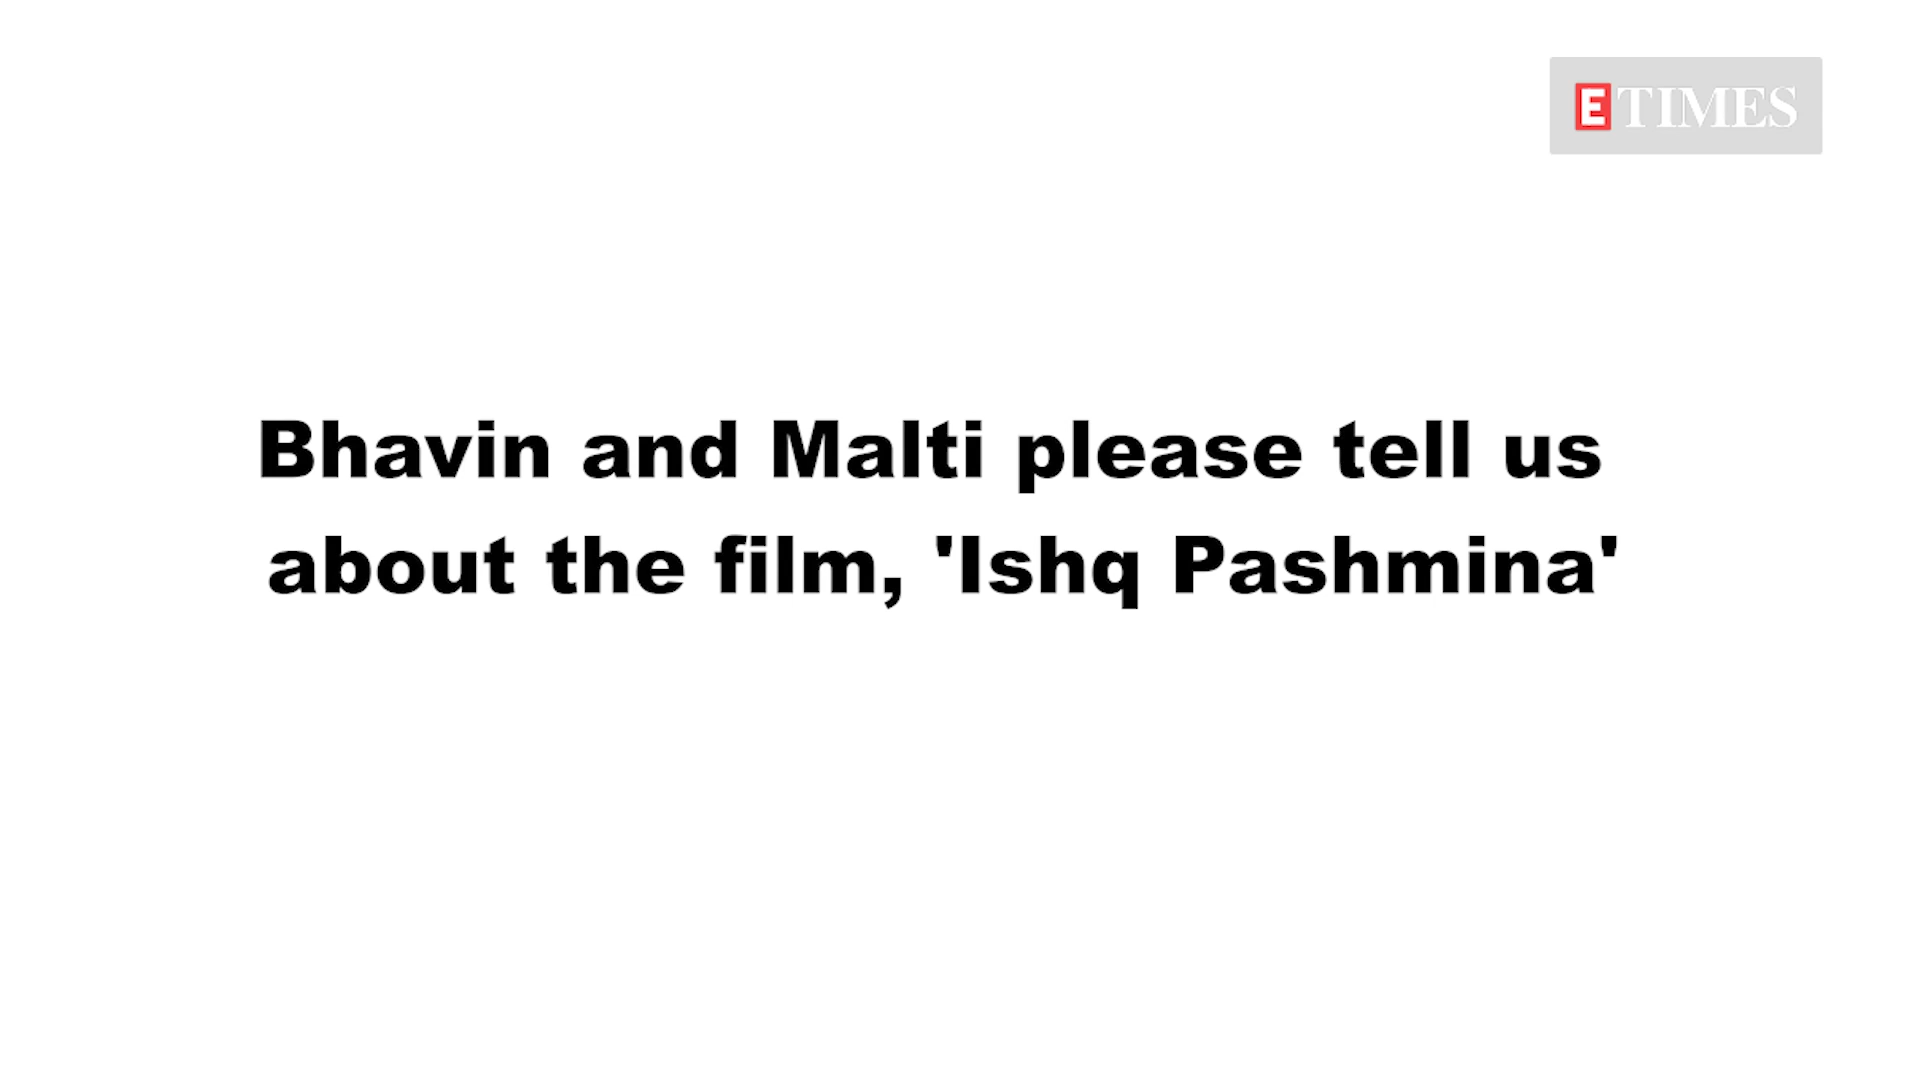 ETIMES
Bhavin and Malti please tell us
about the film, 'Ishq Pashmina'